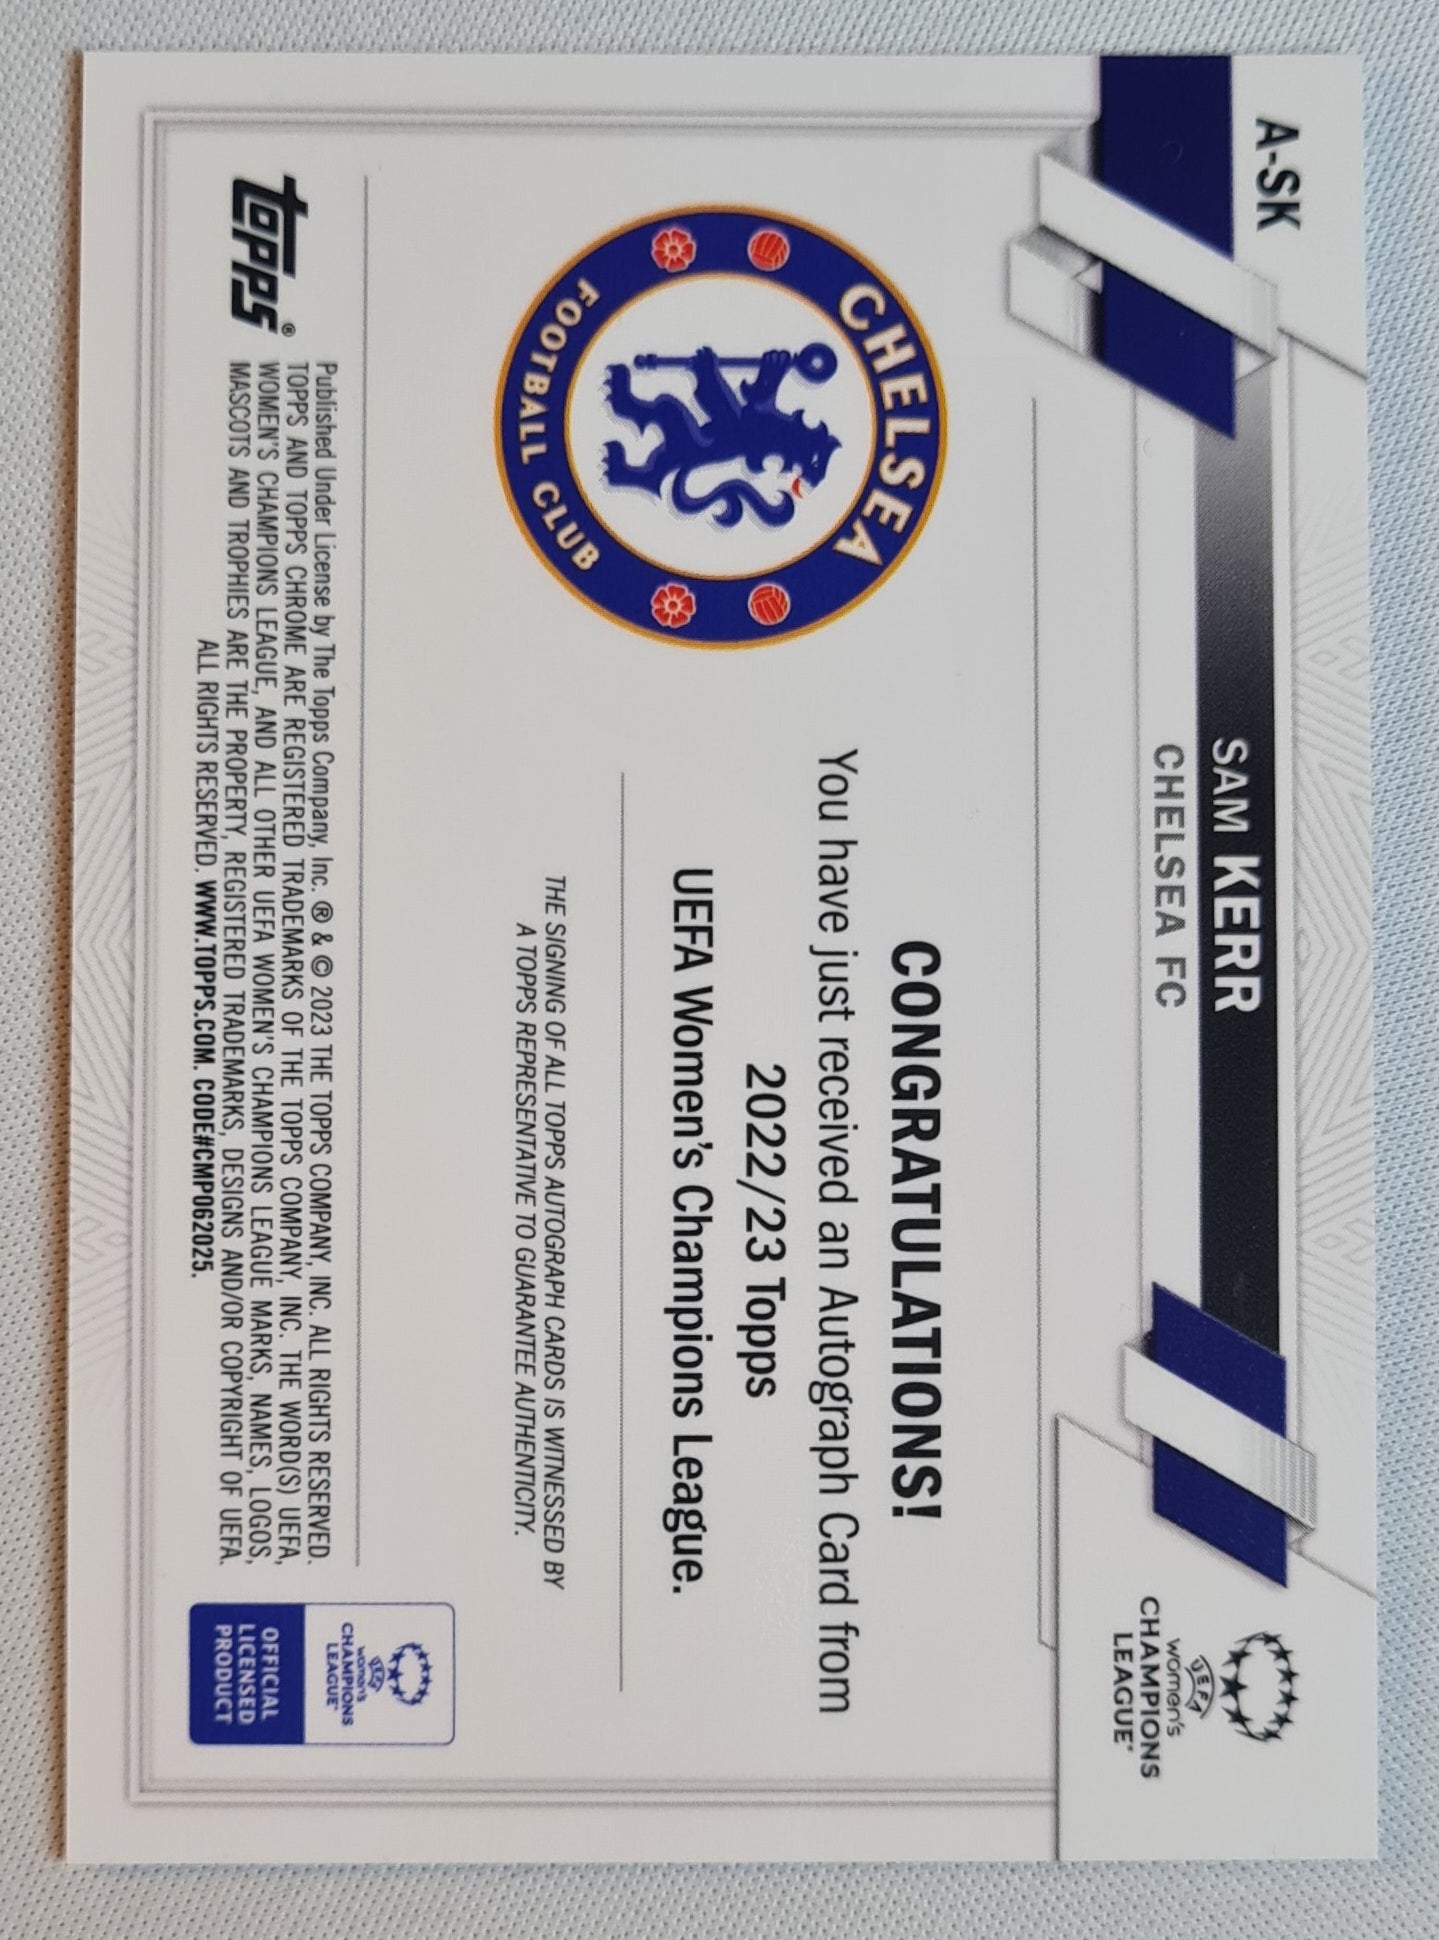 A-SK
SAM KERR
CHELSEA FC
UEFA
women's
CHAMPIONS
LEAGUE
CHELSEA
FOOTBALL CLUB
CONGRATULATIONS!
You have just received an Autograph Card from
2022/23 Topps
UEFA Women's Champions League.
THE SIGNING OF ALL TOPPS AUTOGRAPH CARDS IS WITNESSED BY
A TOPPS REPRESENTATIVE TO GUARANTEE AUTHENTICITY.
topps®
Published Under License by The Topps Company, Inc. ® & © 2023 THE TOPPS COMPANY, INC. ALL RIGHTS RESERVED.
TOPPS AND TOPPS CHROME ARE REGISTERED TRADEMARKS OF THE TOPPS COMPANY, INC. THE WORD(S) UEFA,
WOMEN'S CHAMPIONS LEAGUE, AND ALL OTHER UEFA WOMEN'S CHAMPIONS LEAGUE MARKS, NAMES, LOGOS,
MASCOTS AND TROPHIES ARE THE PROPERTY, REGISTERED TRADEMARKS, DESIGNS AND/OR COPYRIGHT OF UEFA.
ALL RIGHTS RESERVED. WWW.TOPPS.COM. CODE#CMP062025.
UEFA
women's
CHAMPIONS
LEAGUE
OFFICIAL
LICENSED
PRODUCT